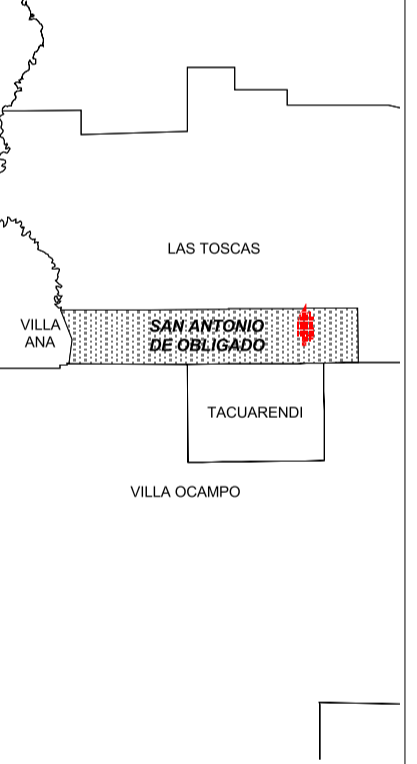 LAS TOSCAS
VILLA
ANA
SAN ANTONIO
DE OBLIGADO
TACUARENDI
VILLA OCAMPO